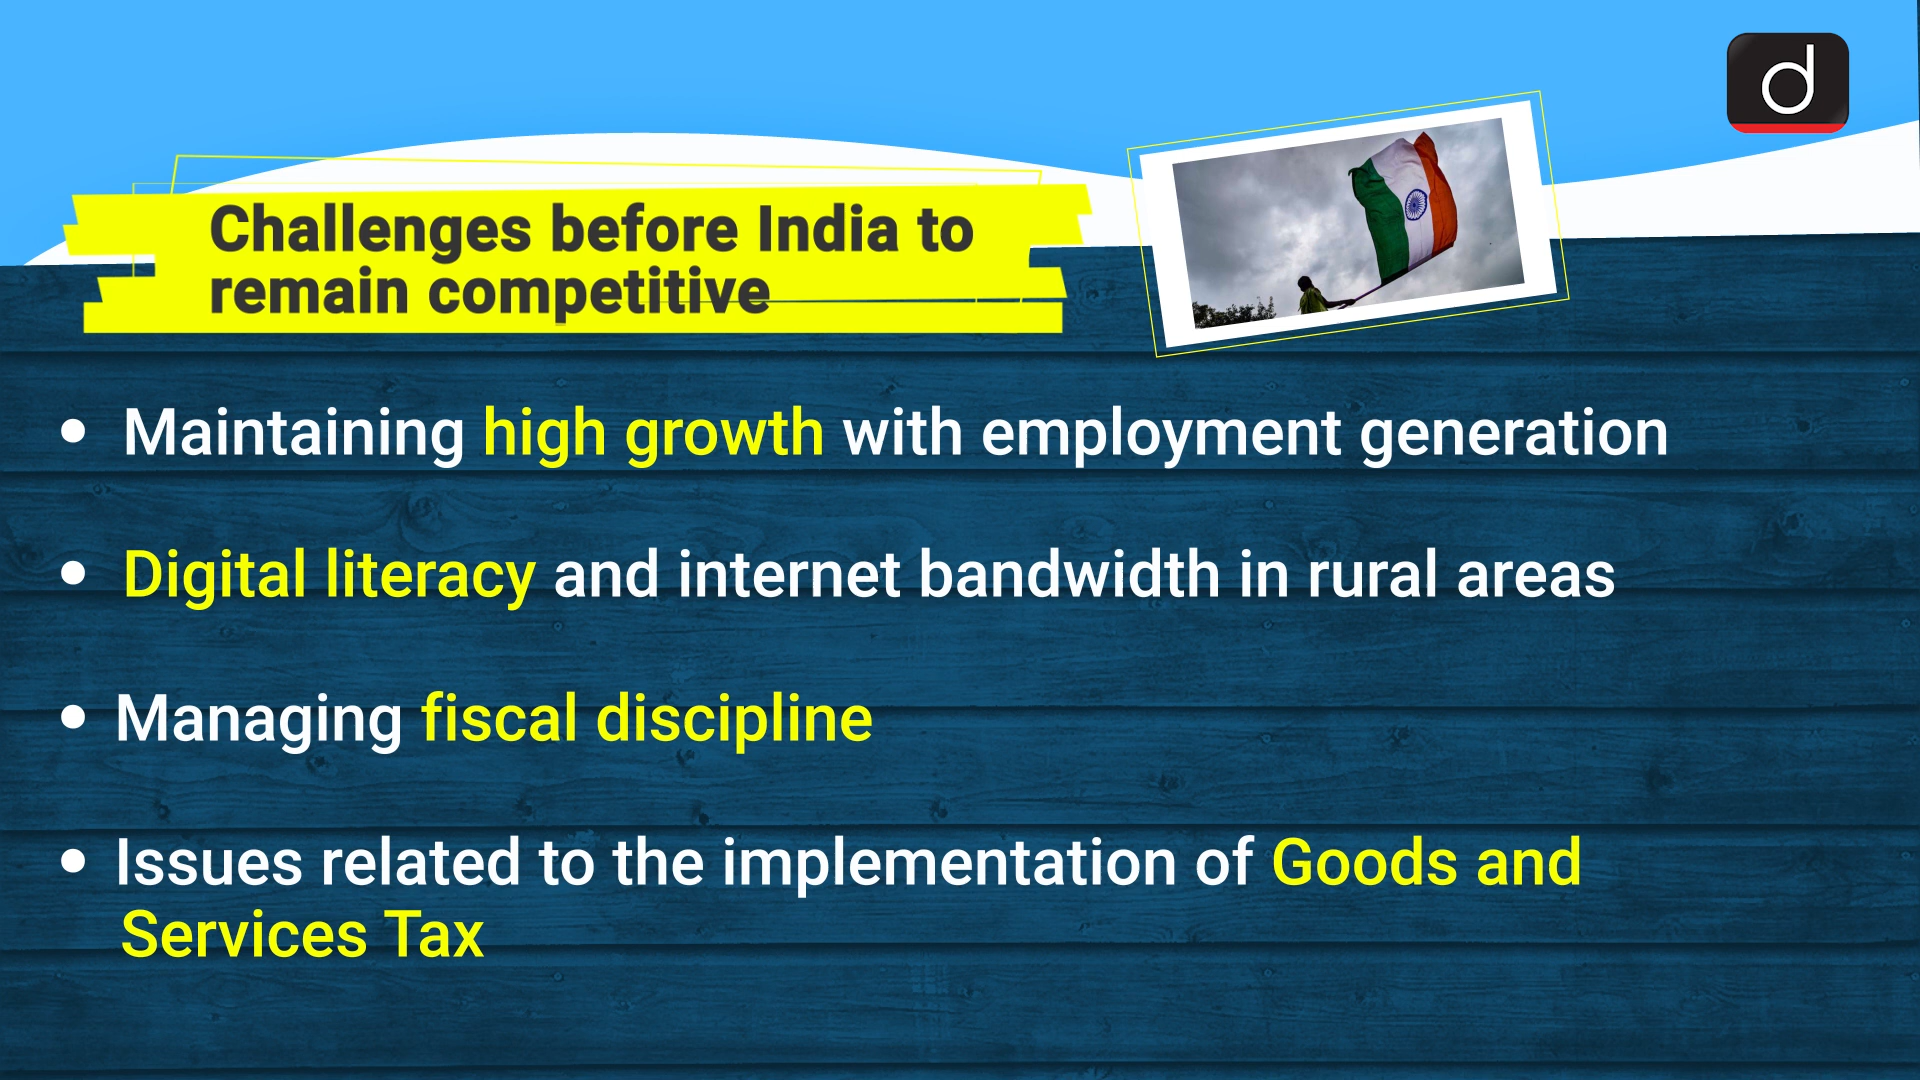 d
Challenges before India to
remain competitive
• Maintaining high growth with employment generation
• Digital literacy and internet bandwidth in rural areas
• Managing fiscal discipline
• Issues related to the implementation of Goods and
Services Tax